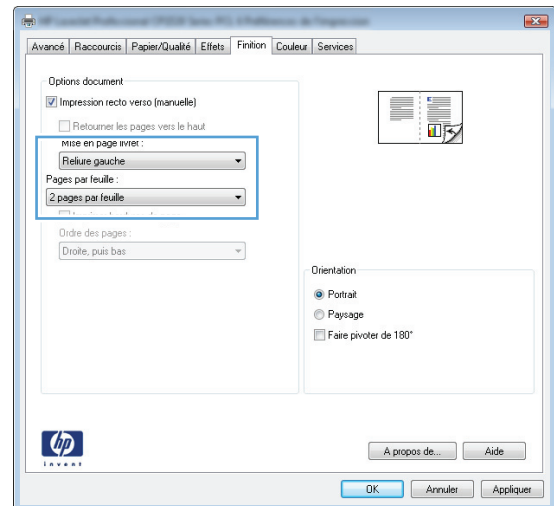 Avancé Raccourcis Papier/Qualité Effets Finition Couleur Services
Options document
Impression recto verso (manuelle)
Retourner les pages vers le haut
Mise en page livret :
Reliure gauche
Pages par feuille :
2 pages par feuille
Ordre des pages :
Droite, puis bas
Orientation
Portrait
Paysage
Faire pivoter de 180°
hp
invent
A propos de... Aide
OK Annuler Appliquer